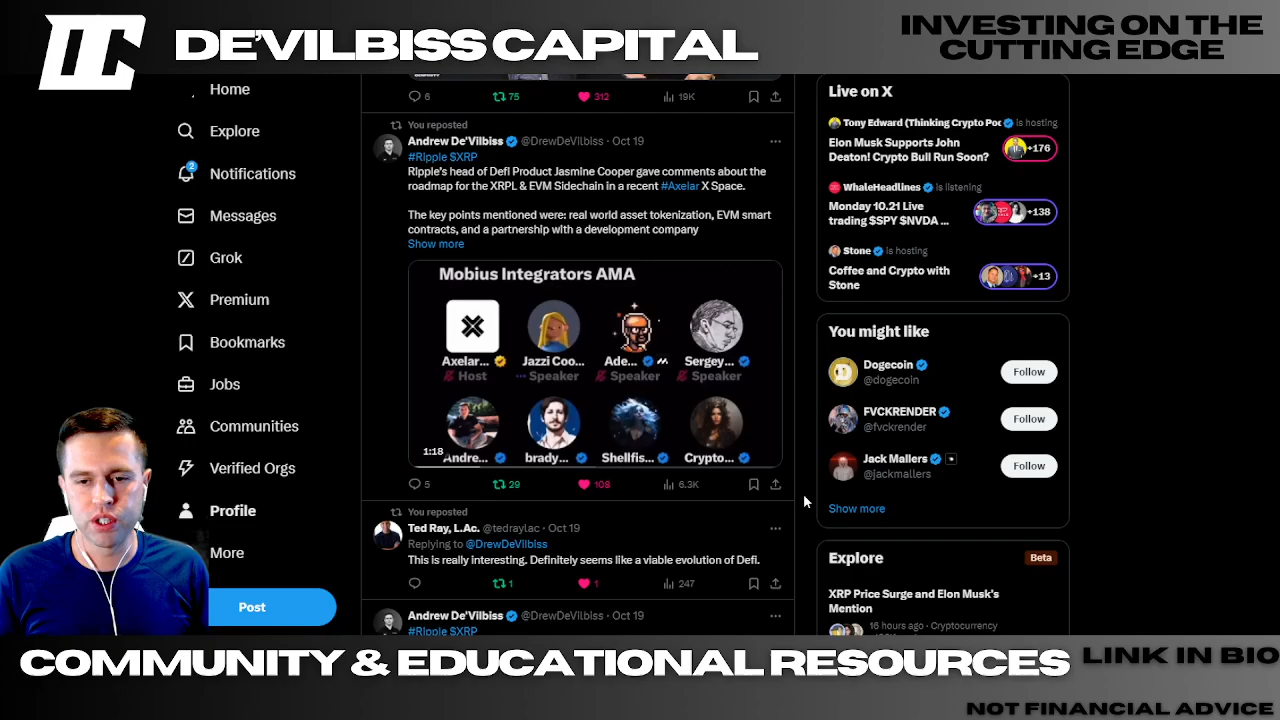 DE'VILBISS CAPITAL
INVESTING ON THE
CUTTING EDGE
Home
Explore
2
Notifications
Messages
Grok
Premium
Bookmarks
Jobs
Communities
Verified Orgs
Profile
More
Post
6
75
312
19K
You reposted
Andrew De'Vilbiss @DrewDeVilbiss · Oct 19
#Ripple $XRP
Ripple's head of Defi Product Jasmine Cooper gave comments about the
roadmap for the XRPL & EVM Sidechain in a recent #Axelar X Space.
The key points mentioned were: real world asset tokenization, EVM smart
contracts, and a partnership with a development company
Show more
Mobius Integrators AMA
Axelar...
Jazzi Coo...
Ade...
Sergey...
Host
Speaker
Speaker
Speaker
1:18
Andre...
brady...
Shellfis...
Crypto...
5
29
108
6.3K
You reposted
Ted Ray, L.Ac. @tedraylac · Oct 19
Replying to @DrewDeVilbiss
This is really interesting. Definitely seems like a viable evolution of Defi.
1
1
247
Andrew De'Vilbiss @DrewDeVilbiss · Oct 19
#Ripple $XRP
Live on X
Tony Edward (Thinking Crypto Poc is hosting
Elon Musk Supports John
Deaton! Crypto Bull Run Soon?
+176
WhaleHeadlines is listening
Monday 10.21 Live
trading $SPY $NVDA ...
+138
Stone is hosting
Coffee and Crypto with
Stone
+13
You might like
Dogecoin
@dogecoin
Follow
FVCKRENDER
@fvckrender
Follow
Jack Mallers
@jackmallers
Follow
Show more
Explore
Beta
XRP Price Surge and Elon Musk's
Mention
16 hours ago · Cryptocurrency
COMMUNITY & EDUCATIONAL RESOURCES
LINK IN BIO
NOT FINANCIAL ADVICE